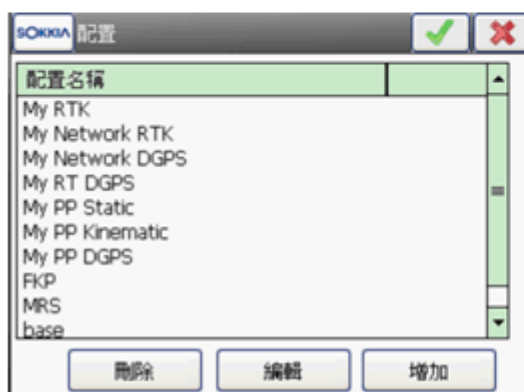 SOKKIA 配置
配置名稱
My RTK
My Network RTK
My Network DGPS
My RT DGPS
My PP Static
My PP Kinematic
My PP DGPS
FKP
MRS
base
刪除 編輯 增加